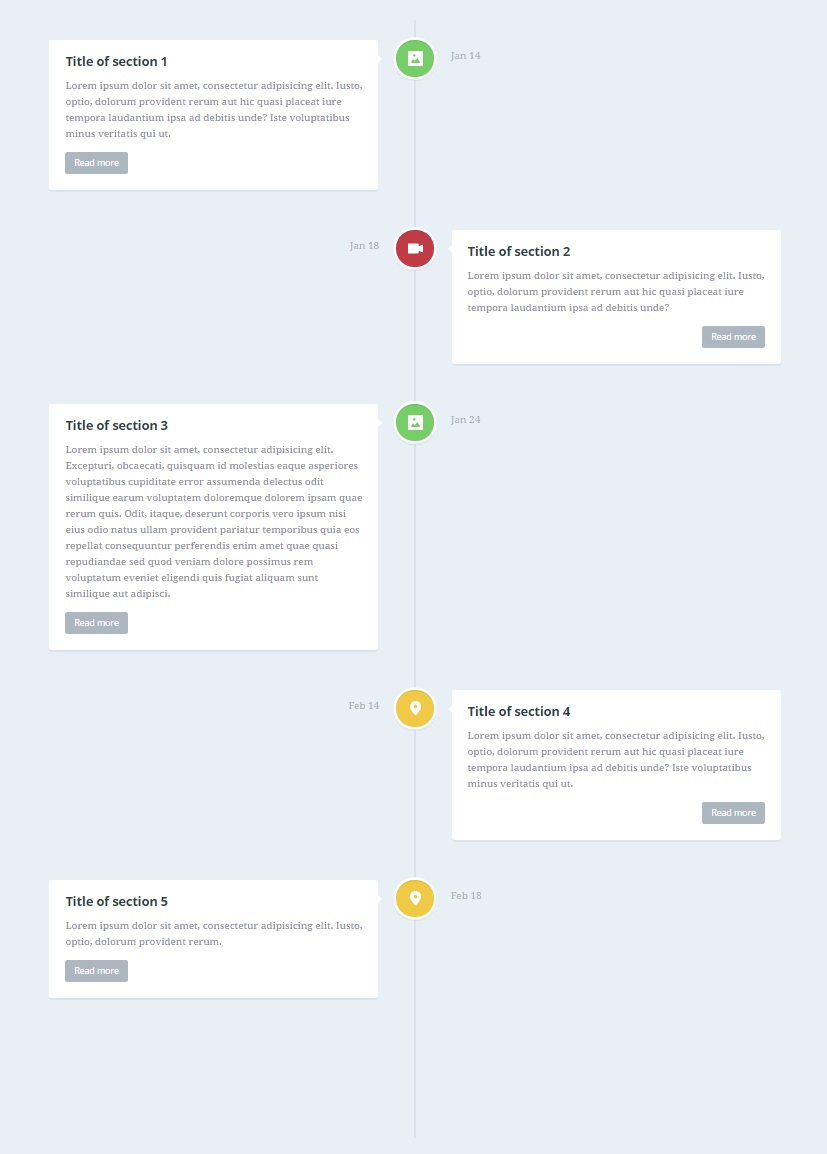 Title of section 1
Jan 14
Lorem ipsum dolor sit amet, consectetur adipisicing elit. Iusto,
optio, dolorum provident rerum aut hic quasi placeat iure
tempora laudantium ipsa ad debitis unde? Iste voluptatibus
minus veritatis qui ut.
Read more
Jan 18
Title of section 2
Lorem ipsum dolor sit amet, consectetur adipisicing elit. Iusto,
optio, dolorum provident rerum aut hic quasi placeat iure
tempora laudantium ipsa ad debitis unde?
Read more
Title of section 3
Jan 24
Lorem ipsum dolor sit amet, consectetur adipisicing elit.
Excepturi, obcaecati, quisquam id molestias eaque asperiores
voluptatibus cupiditate error assumenda delectus odit
similique earum voluptatem doloremque dolorem ipsam quae
rerum quis. Odit, itaque, deserunt corporis vero ipsum nisi
eius odio natus ullam provident pariatur temporibus quia eos
repellat consequuntur perferendis enim amet quae quasi
repudiandae sed quod veniam dolore possimus rem
voluptatum eveniet eligendi quis fugiat aliquam sunt
similique aut adipisci.
Read more
Feb 14
Title of section 4
Lorem ipsum dolor sit amet, consectetur adipisicing elit. Iusto,
optio, dolorum provident rerum aut hic quasi placeat iure
tempora laudantium ipsa ad debitis unde? Iste voluptatibus
minus veritatis qui ut.
Read more
Title of section 5
Feb 18
Lorem ipsum dolor sit amet, consectetur adipisicing elit. Iusto,
optio, dolorum provident rerum.
Read more